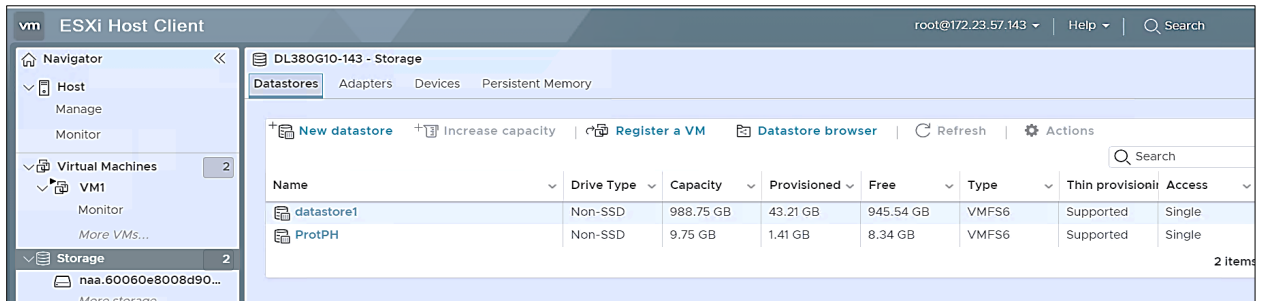 vm ESXi Host Client root@172.23.57.143 Help Search
Navigator
Host
Manage
Monitor
Virtual Machines 2
VM1
Monitor
More VMs...
Storage 2
naa.60060e8008d90...
More storage
DL380G10-143 - Storage
Datastores Adapters Devices Persistent Memory
New datastore Increase capacity Register a VM Datastore browser Refresh Actions
Search
Name Drive Type Capacity Provisioned Free Type Thin provisionin Access
datastore1 Non-SSD 988.75 GB 43.21 GB 945.54 GB VMFS6 Supported Single
ProtPH Non-SSD 9.75 GB 1.41 GB 8.34 GB VMFS6 Supported Single
2 items